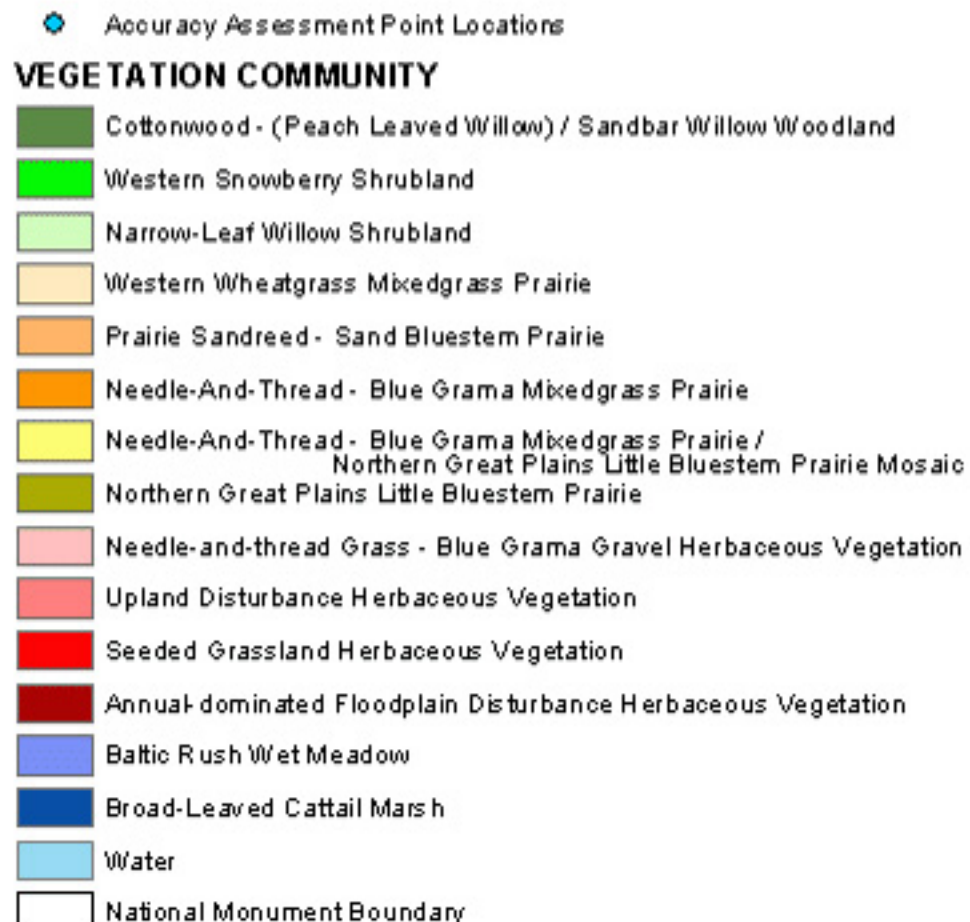 Accuracy Assessment Point Locations
VEGETATION COMMUNITY
Cottonwood - (Peach Leaved Willow) / Sandbar Willow Woodland
Western Snowberry Shrubland
Narrow-Leaf Willow Shrubland
Western Wheatgrass Mixedgrass Prairie
Prairie Sandreed - Sand Bluestem Prairie
Needle-And-Thread - Blue Grama Mixedgrass Prairie
Needle-And-Thread - Blue Grama Mixedgrass Prairie /
Northern Great Plains Little Bluestem Prairie Mosaic
Northern Great Plains Little Bluestem Prairie
Needle-and-thread Grass - Blue Grama Gravel Herbaceous Vegetation
Upland Disturbance Herbaceous Vegetation
Seeded Grassland Herbaceous Vegetation
Annual-dominated Floodplain Disturbance Herbaceous Vegetation
Baltic Rush Wet Meadow
Broad-Leaved Cattail Marsh
Water
National Monument Boundary